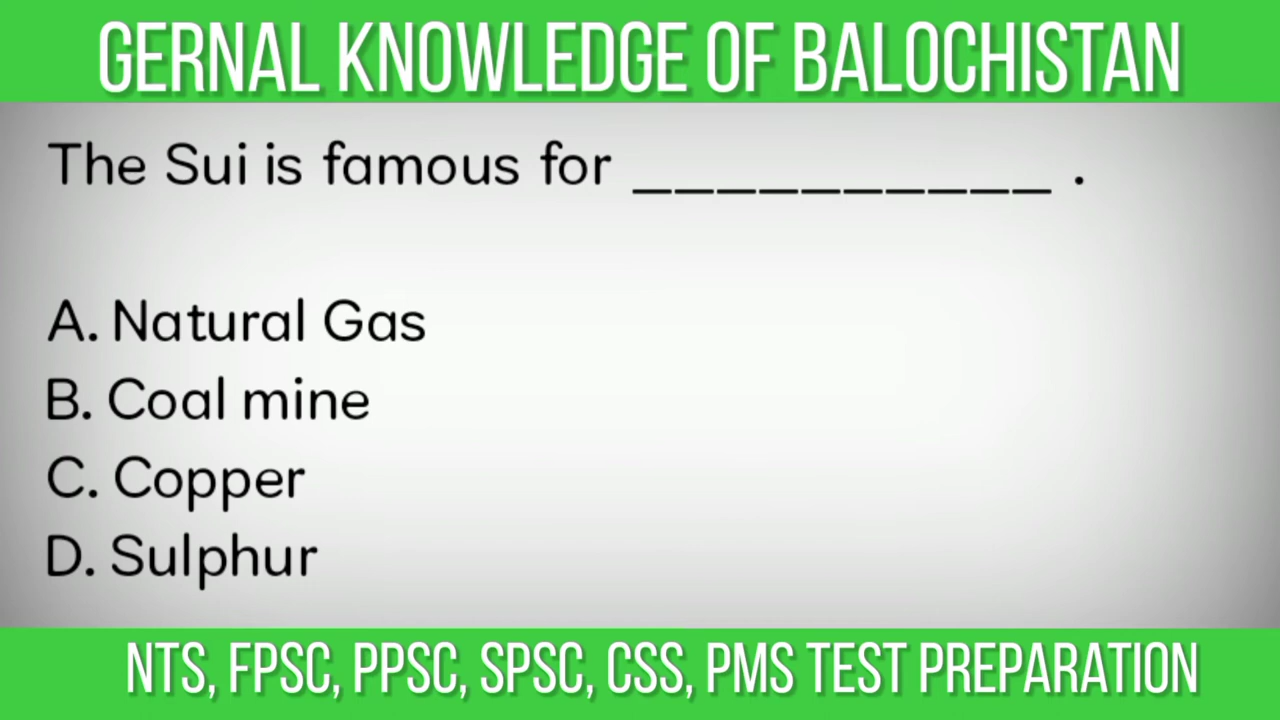 GERNAL KNOWLEDGE OF BALOCHISTAN
The Sui is famous for __________ .
A. Natural Gas
B. Coal mine
C. Copper
D. Sulphur
NTS, FPSC, PPSC, SPSC, CSS, PMS TEST PREPARATION